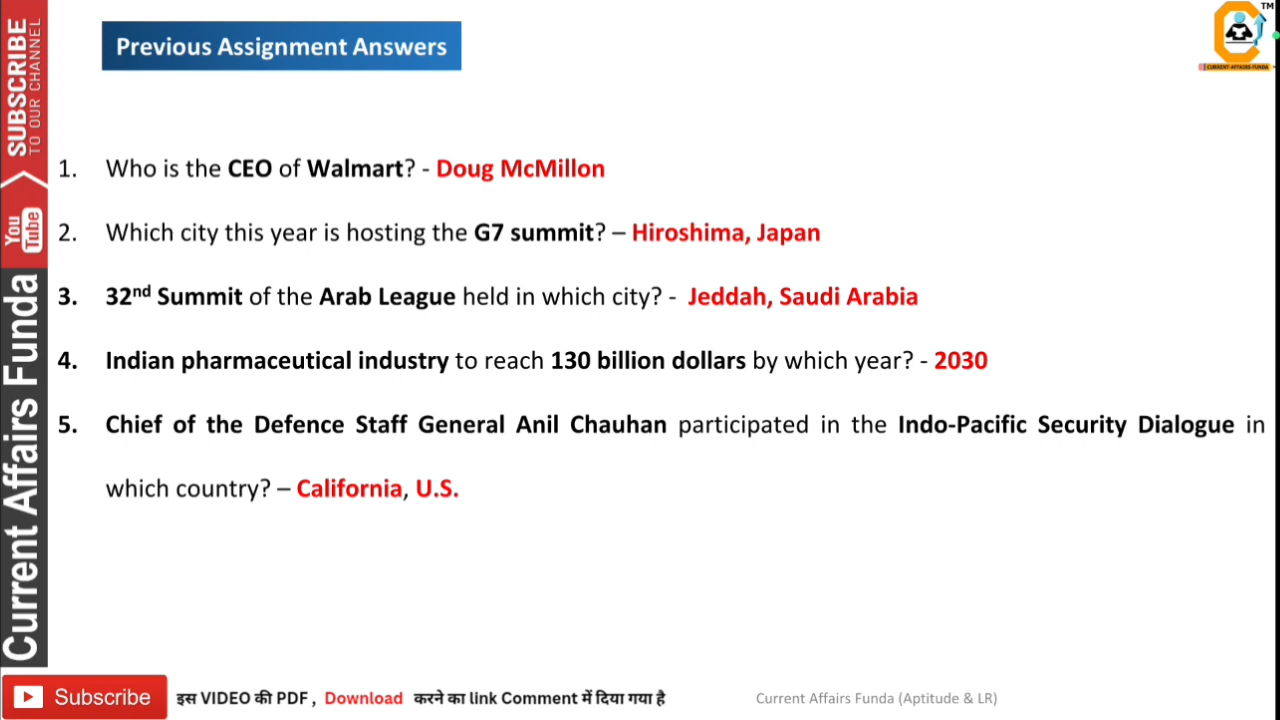 Previous Assignment Answers
TM
CURRENT AFFAIRS FUNDA
SUBSCRIBE
TO OUR CHANNEL
You
Tube
Current Affairs Funda
1. Who is the CEO of Walmart? - Doug McMillon
2. Which city this year is hosting the G7 summit? – Hiroshima, Japan
3. 32nd Summit of the Arab League held in which city? - Jeddah, Saudi Arabia
4. Indian pharmaceutical industry to reach 130 billion dollars by which year? - 2030
5. Chief of the Defence Staff General Anil Chauhan participated in the Indo-Pacific Security Dialogue in
which country? – California, U.S.
Subscribe
इस VIDEO की PDF , Download करने का link Comment में दिया गया है
Current Affairs Funda (Aptitude & LR)